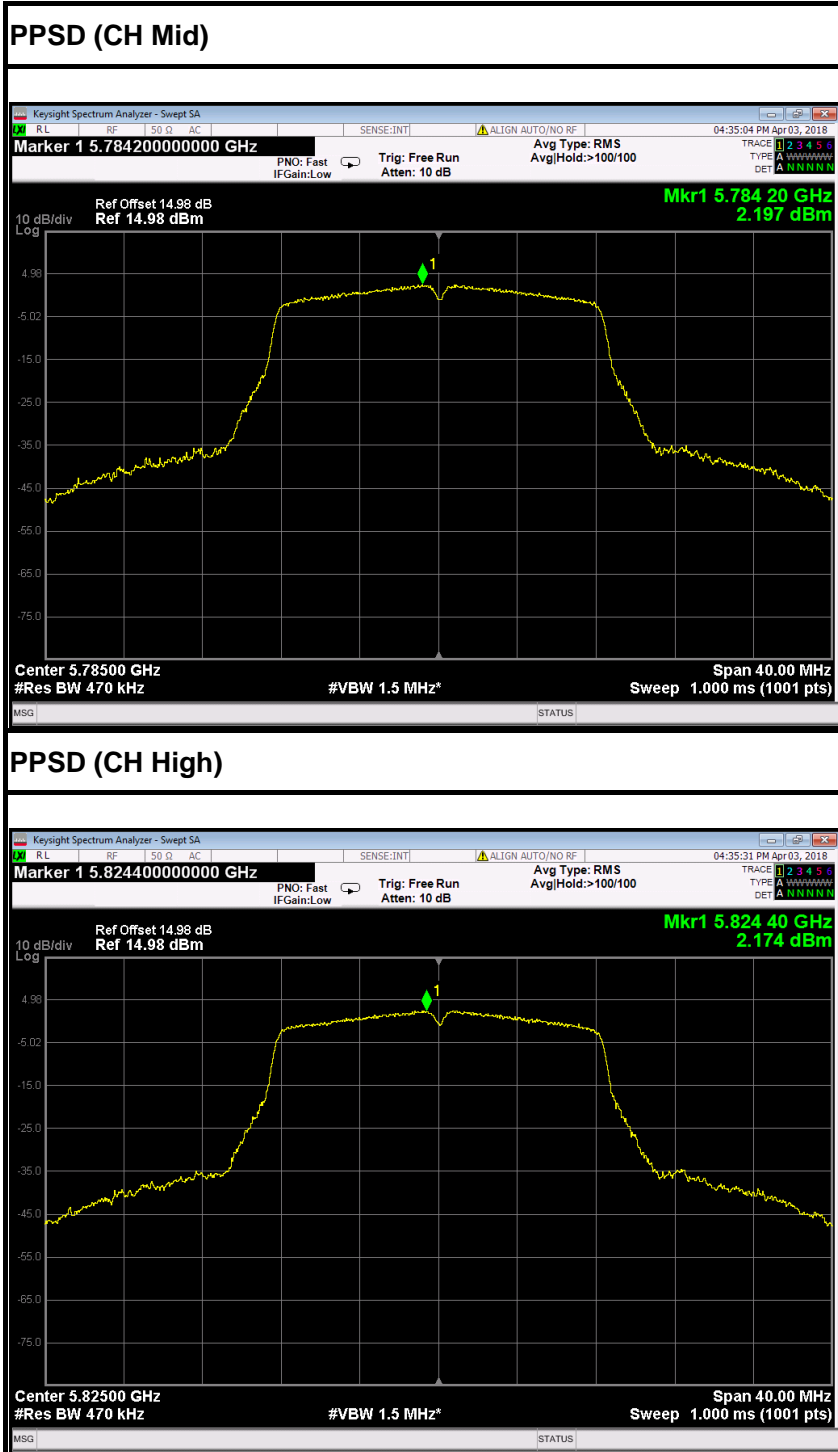 PPSD (CH Mid)
Keysight Spectrum Analyzer - Swept SA
LXI RL RF 50 Ω AC SENSE:INT ALIGN AUTO/NO RF 04:35:04 PM Apr 03, 2018
Marker 1 5.784200000000 GHz
PNO: Fast
IFGain:Low
Trig: Free Run
Atten: 10 dB
Avg Type: RMS
Avg|Hold:>100/100
TRACE 1 2 3 4 5 6
TYPE A WWWWW
DET A N N N N N
Mkr1 5.784 20 GHz
2.197 dBm
Ref Offset 14.98 dB
10 dB/div Ref 14.98 dBm
Log
1
4.98
-5.02
-15.0
-25.0
-35.0
-45.0
-55.0
-65.0
-75.0
Center 5.78500 GHz Span 40.00 MHz
#Res BW 470 kHz #VBW 1.5 MHz* Sweep 1.000 ms (1001 pts)
MSG STATUS
PPSD (CH High)
Keysight Spectrum Analyzer - Swept SA
LXI RL RF 50 Ω AC SENSE:INT ALIGN AUTO/NO RF 04:35:31 PM Apr 03, 2018
Marker 1 5.824400000000 GHz
PNO: Fast
IFGain:Low
Trig: Free Run
Atten: 10 dB
Avg Type: RMS
Avg|Hold:>100/100
TRACE 1 2 3 4 5 6
TYPE A WWWWW
DET A N N N N N
Mkr1 5.824 40 GHz
2.174 dBm
Ref Offset 14.98 dB
10 dB/div Ref 14.98 dBm
Log
1
4.98
-5.02
-15.0
-25.0
-35.0
-45.0
-55.0
-65.0
-75.0
Center 5.82500 GHz Span 40.00 MHz
#Res BW 470 kHz #VBW 1.5 MHz* Sweep 1.000 ms (1001 pts)
MSG STATUS